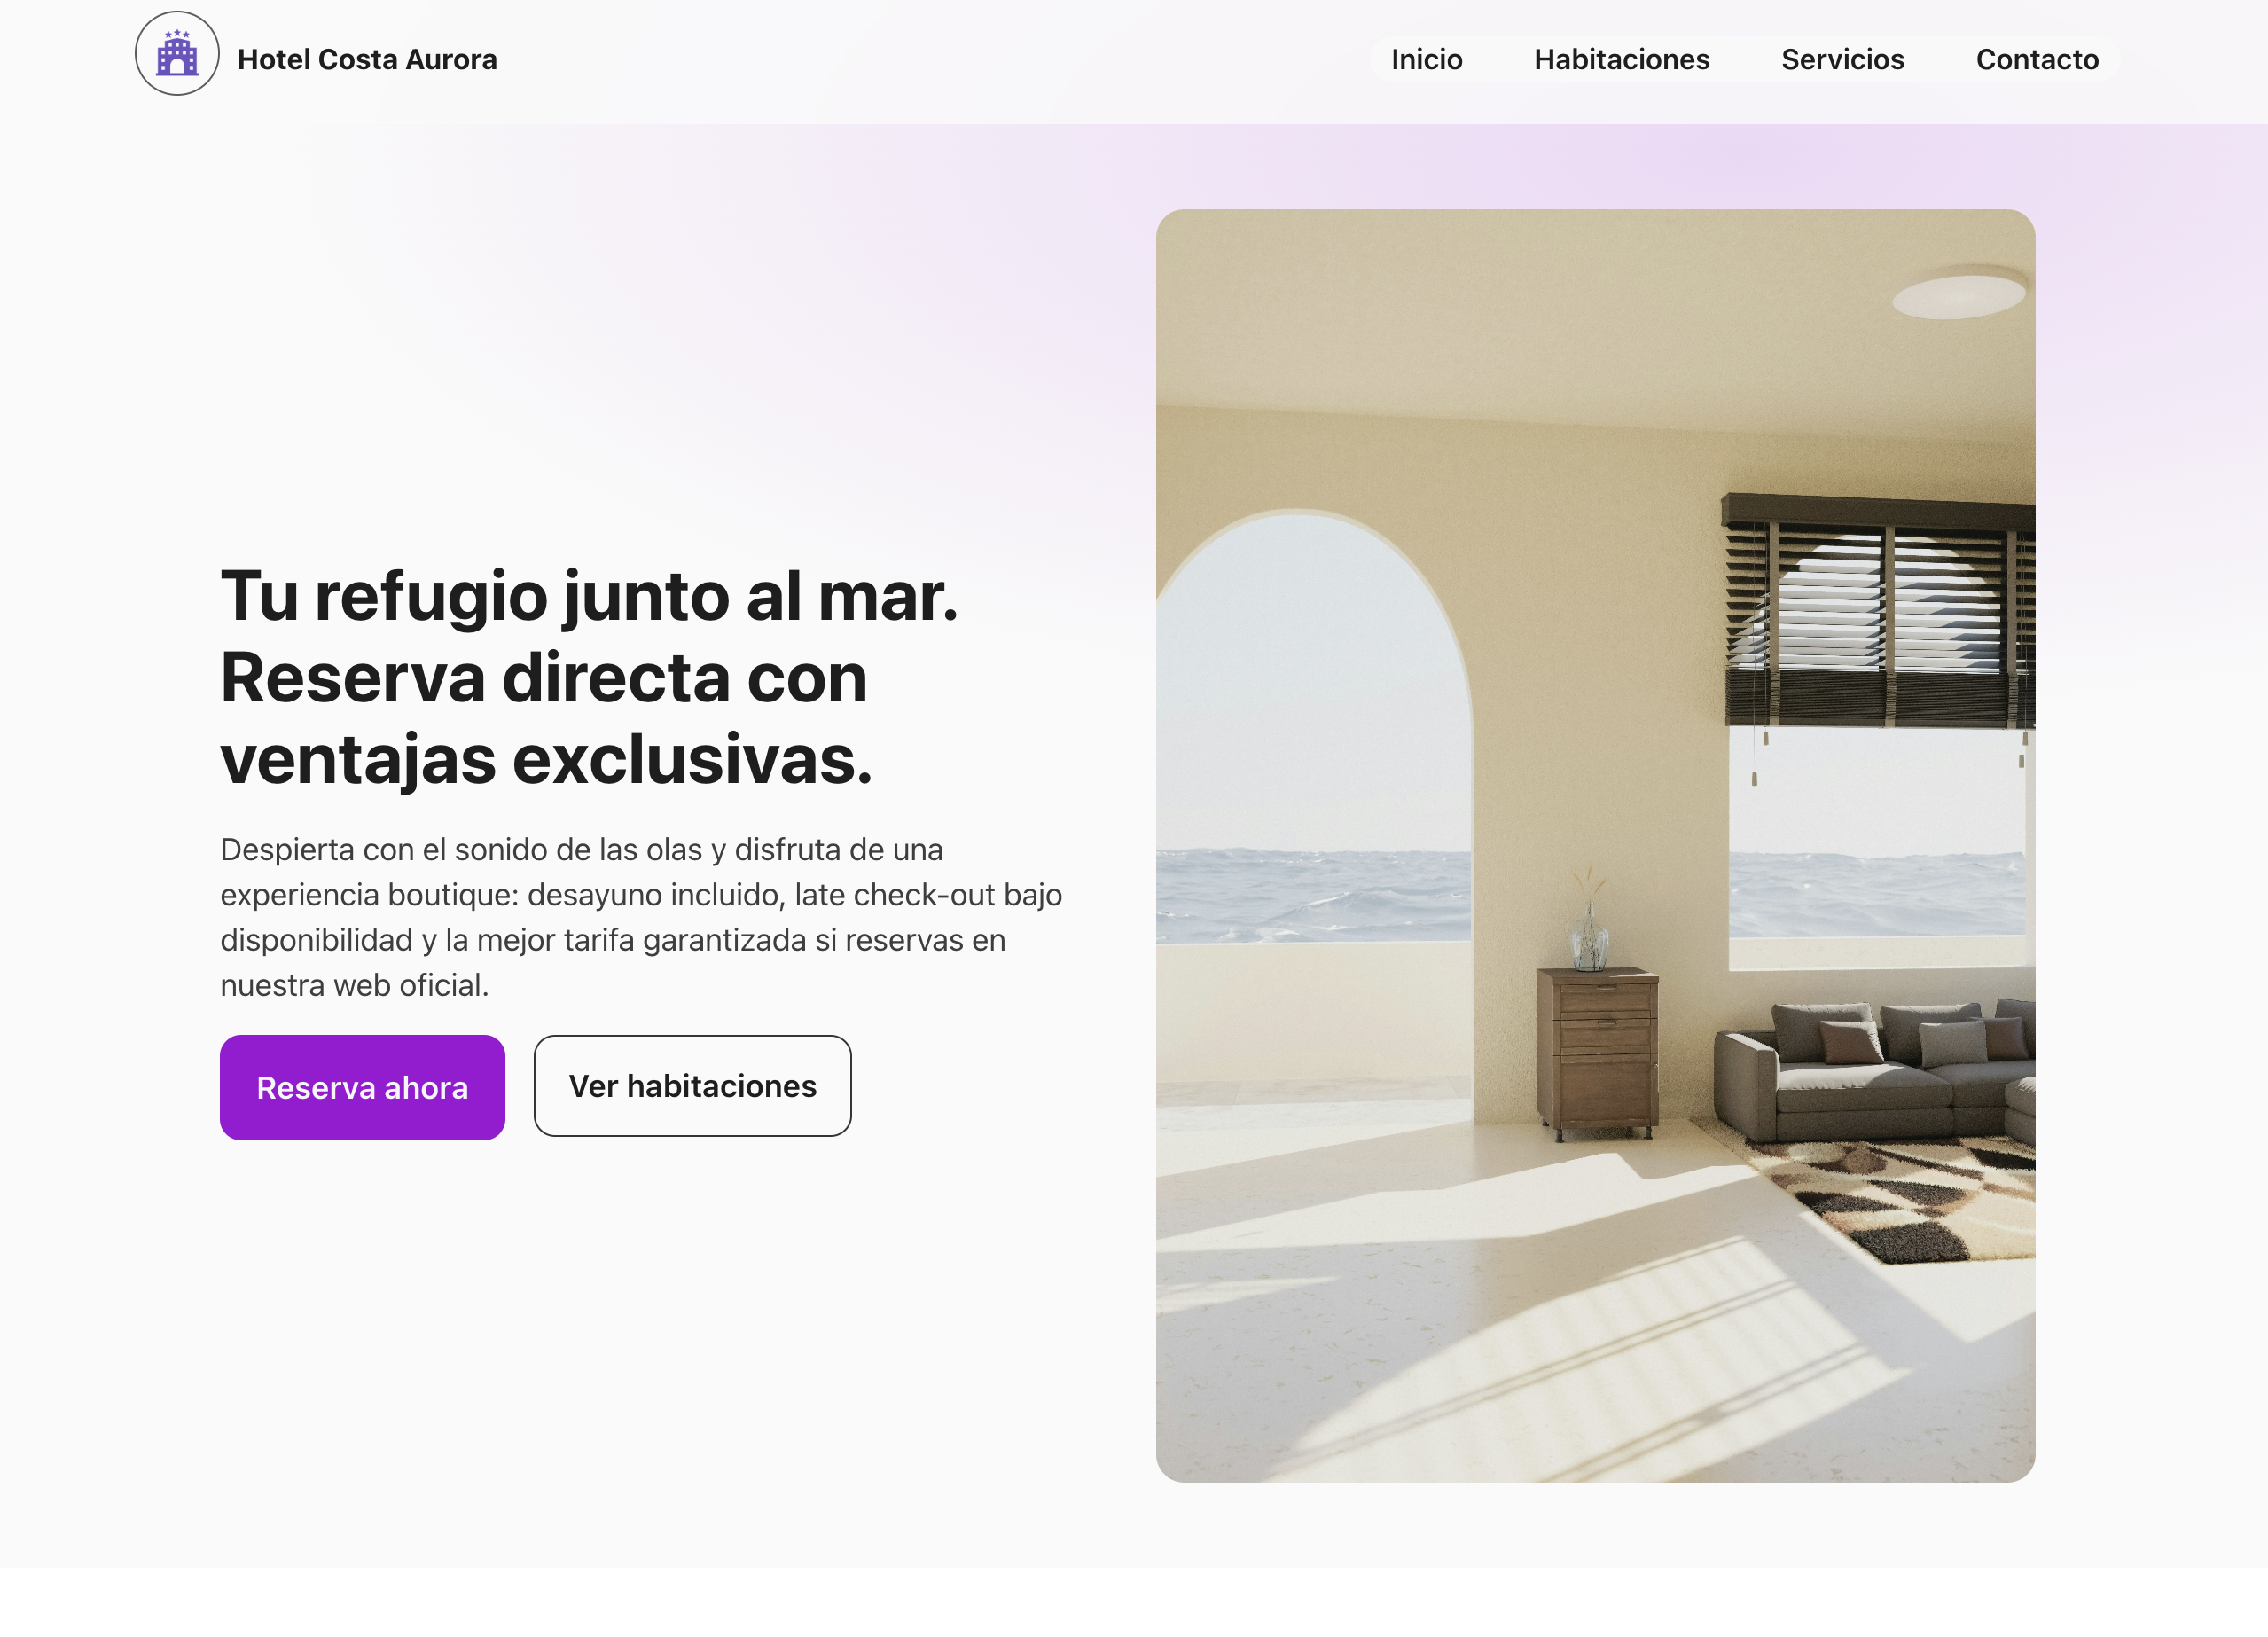 Hotel Costa Aurora
Inicio
Habitaciones
Servicios
Contacto
Tu refugio junto al mar.
Reserva directa con
ventajas exclusivas.
Despierta con el sonido de las olas y disfruta de una
experiencia boutique: desayuno incluido, late check-out bajo
disponibilidad y la mejor tarifa garantizada si reservas en
nuestra web oficial.
Reserva ahora
Ver habitaciones